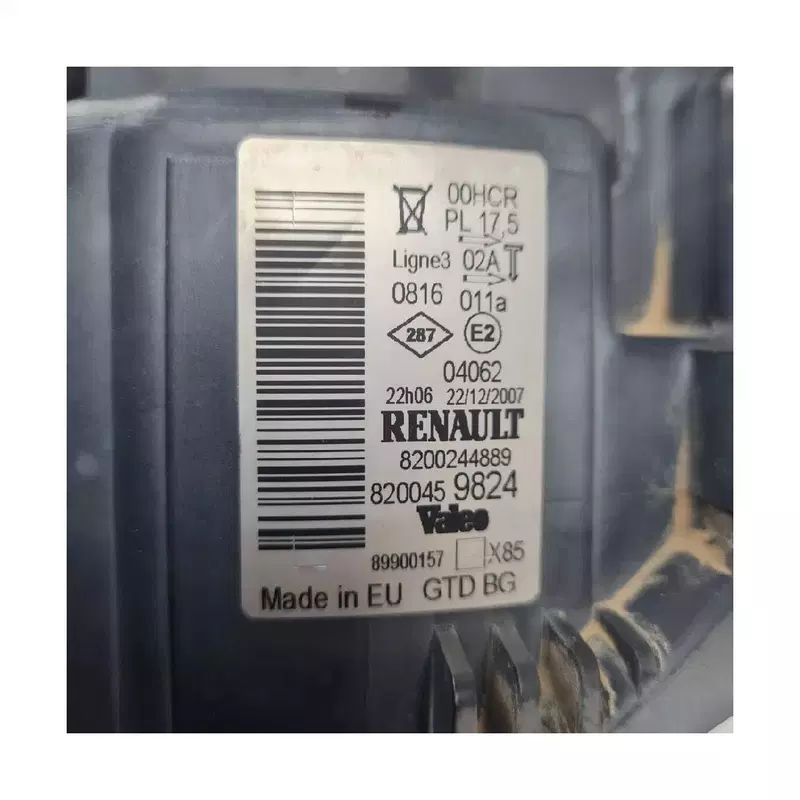 00HCR
PL 17,5
Ligne3 02A
0816 011a
287 E2
04062
22h06 22/12/2007
RENAULT
8200244889
820045 9824
Valeo
89900157 X85
Made in EU GTD BG